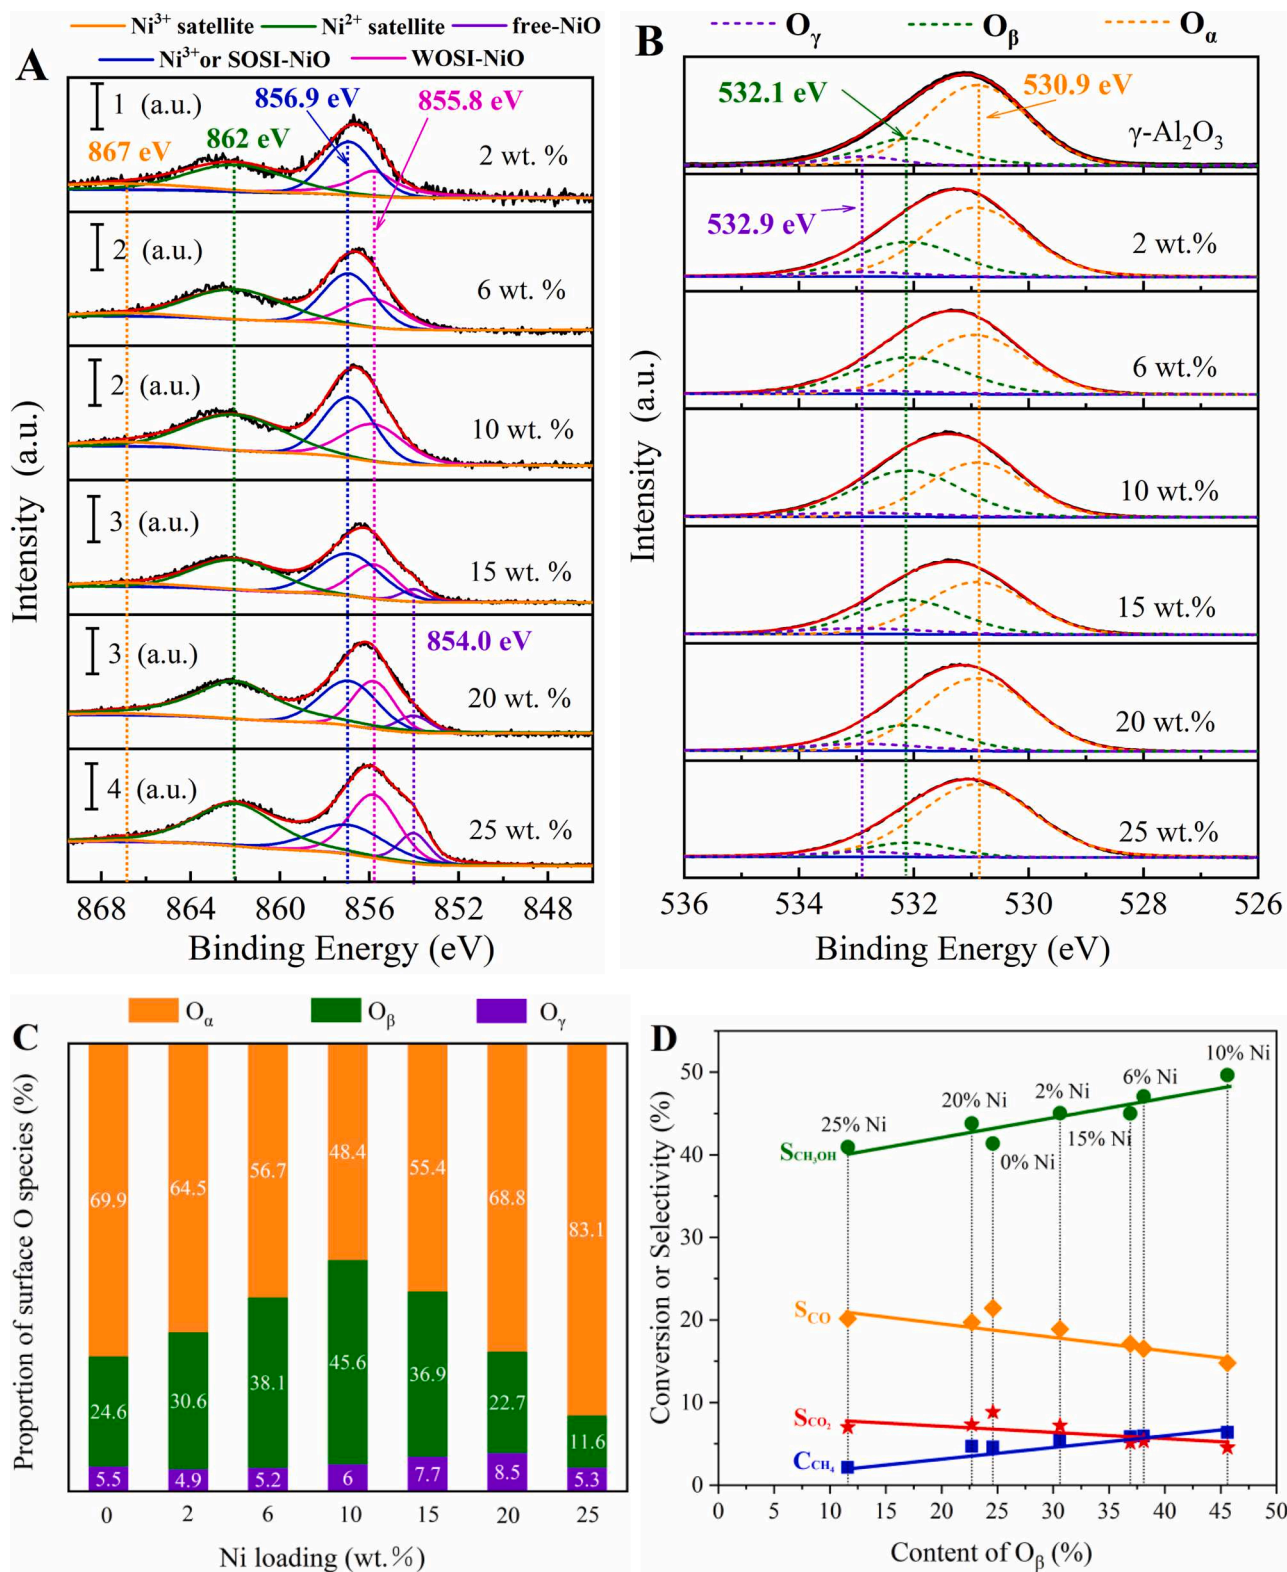 Ni³⁺ satellite Ni²⁺ satellite free-NiO
Ni³⁺or SOSI-NiO WOSI-NiO
A
1 (a.u.)
867 eV
862 eV
856.9 eV
855.8 eV
2 wt. %
2 (a.u.)
6 wt. %
2 (a.u.)
10 wt. %
3 (a.u.)
15 wt. %
3 (a.u.)
854.0 eV
20 wt. %
4 (a.u.)
25 wt. %
Intensity (a.u.)
868 864 860 856 852 848
Binding Energy (eV)
B
Oγ Oβ Oα
532.1 eV
530.9 eV
γ-Al₂O₃
532.9 eV
2 wt.%
6 wt.%
10 wt.%
15 wt.%
20 wt.%
25 wt.%
Intensity (a.u.)
536 534 532 530 528 526
Binding Energy (eV)
C
Oα Oβ Oγ
Proportion of surface O species (%)
69.9 64.5 56.7 48.4 55.4 68.8 83.1
24.6 30.6 38.1 45.6 36.9 22.7 11.6
5.5 4.9 5.2 6 7.7 8.5 5.3
0 2 6 10 15 20 25
Ni loading (wt.%)
D
Conversion or Selectivity (%)
50
40
30
20
10
0
25% Ni
20% Ni
0% Ni
2% Ni
15% Ni
6% Ni
10% Ni
S_CH₃OH
S_CO
S_CO₂
C_CH₄
0 5 10 15 20 25 30 35 40 45 50
Content of Oβ (%)